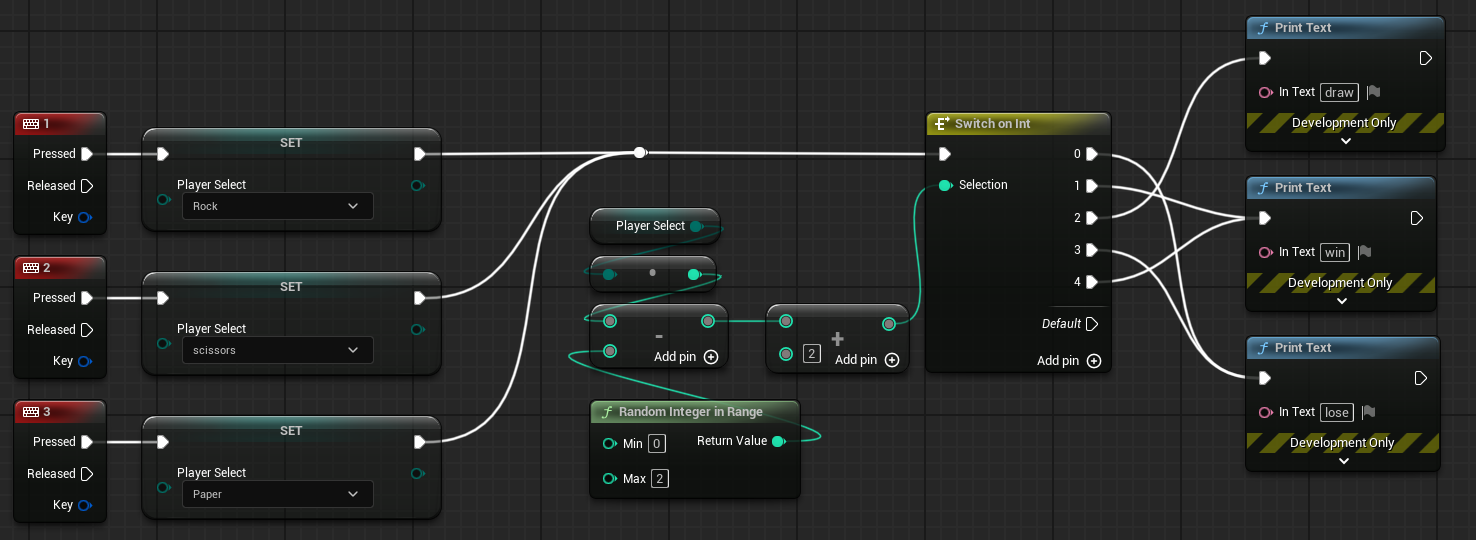 1
Pressed
Released
Key
SET
Player Select
Rock
2
Pressed
Released
Key
SET
Player Select
scissors
3
Pressed
Released
Key
SET
Player Select
Paper
Player Select
-
Add pin
+
2
Add pin
Random Integer in Range
Min 0
Return Value
Max 2
Switch on Int
Selection
0
1
2
3
4
Default
Add pin
f Print Text
In Text draw
Development Only
f Print Text
In Text win
Development Only
f Print Text
In Text lose
Development Only